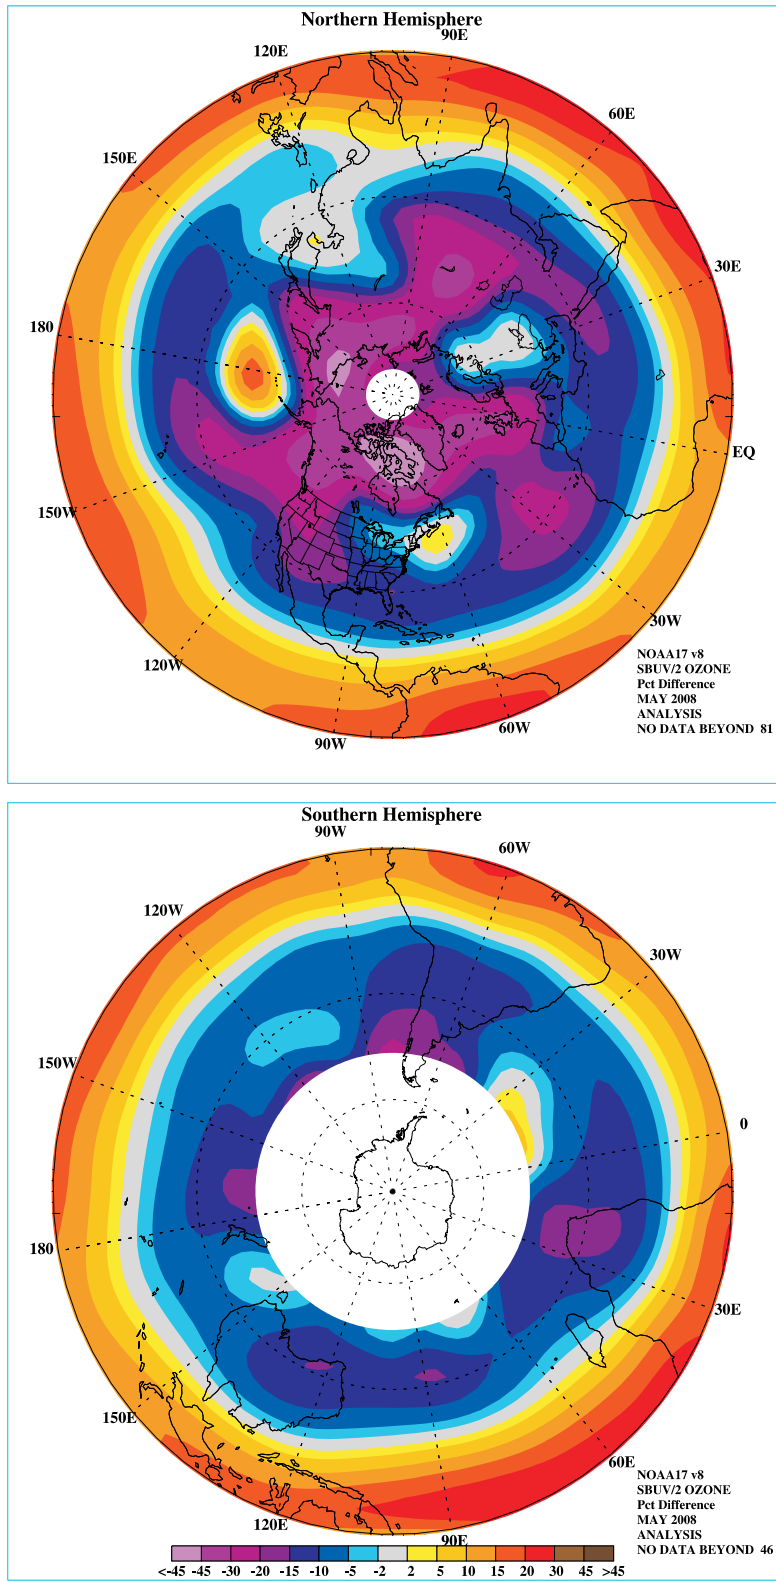 Northern Hemisphere
90E
120E
60E
150E
30E
180
EQ
150W
30W
120W
60W
90W
NOAA17 v8
SBUV/2 OZONE
Pct Difference
MAY 2008
ANALYSIS
NO DATA BEYOND 81
Southern Hemisphere
90W
60W
120W
30W
150W
0
180
30E
150E
60E
120E
90E
NOAA17 v8
SBUV/2 OZONE
Pct Difference
MAY 2008
ANALYSIS
NO DATA BEYOND 46
<-45 -45 -30 -20 -15 -10 -5 -2 2 5 10 15 20 30 45 >45